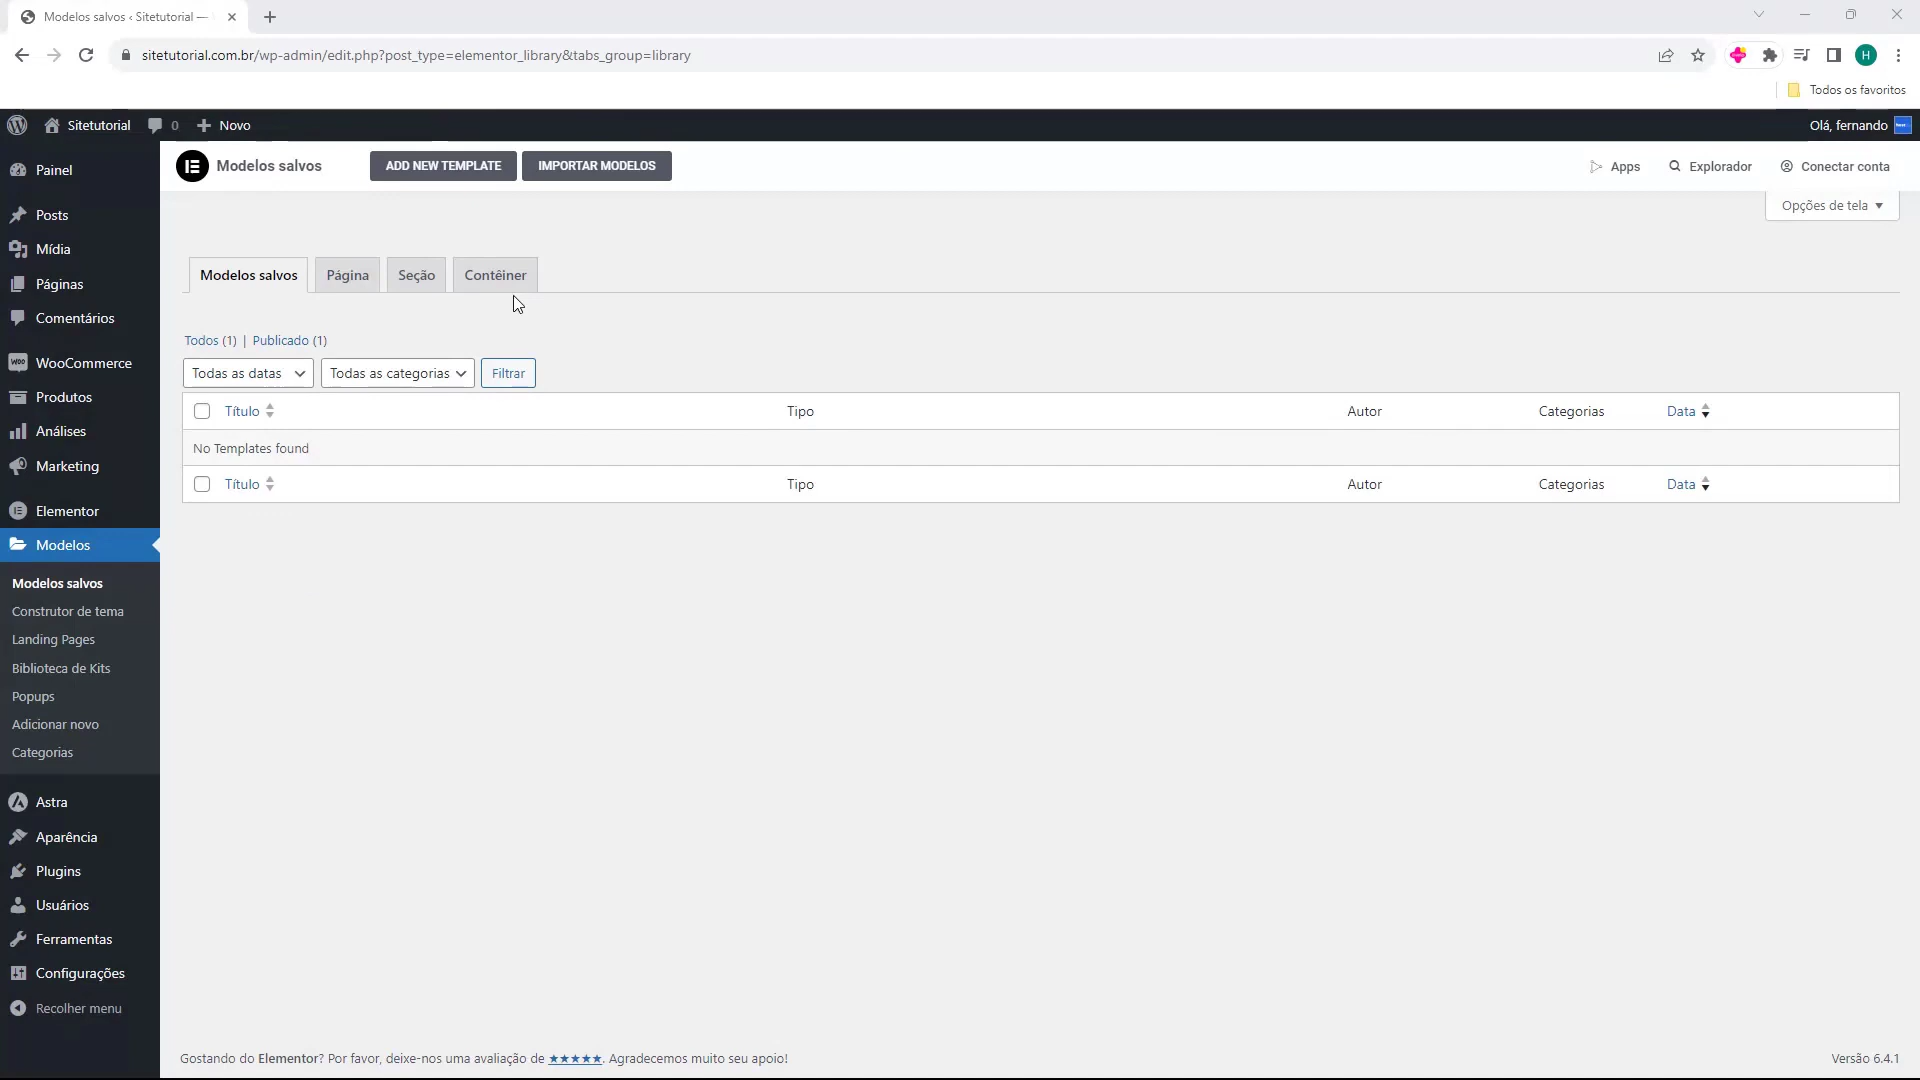 Modelos salvos ‹ Sitetutorial —
sitetutorial.com.br/wp-admin/edit.php?post_type=elementor_library&tabs_group=library
H
Todos os favoritos
Sitetutorial 0 Novo
Olá, fernando
Modelos salvos
ADD NEW TEMPLATE
IMPORTAR MODELOS
Apps
Explorador
Conectar conta
Opções de tela
Painel
Posts
Mídia
Páginas
Comentários
WooCommerce
Produtos
Análises
Marketing
Elementor
Modelos
Modelos salvos
Construtor de tema
Landing Pages
Biblioteca de Kits
Popups
Adicionar novo
Categorias
Astra
Aparência
Plugins
Usuários
Ferramentas
Configurações
Recolher menu
Modelos salvos Página Seção Contêiner
Todos (1) | Publicado (1)
Todas as datas Todas as categorias Filtrar
Título Tipo Autor Categorias Data
No Templates found
Título Tipo Autor Categorias Data
Gostando do Elementor? Por favor, deixe-nos uma avaliação de ★★★★★. Agradecemos muito seu apoio!
Versão 6.4.1